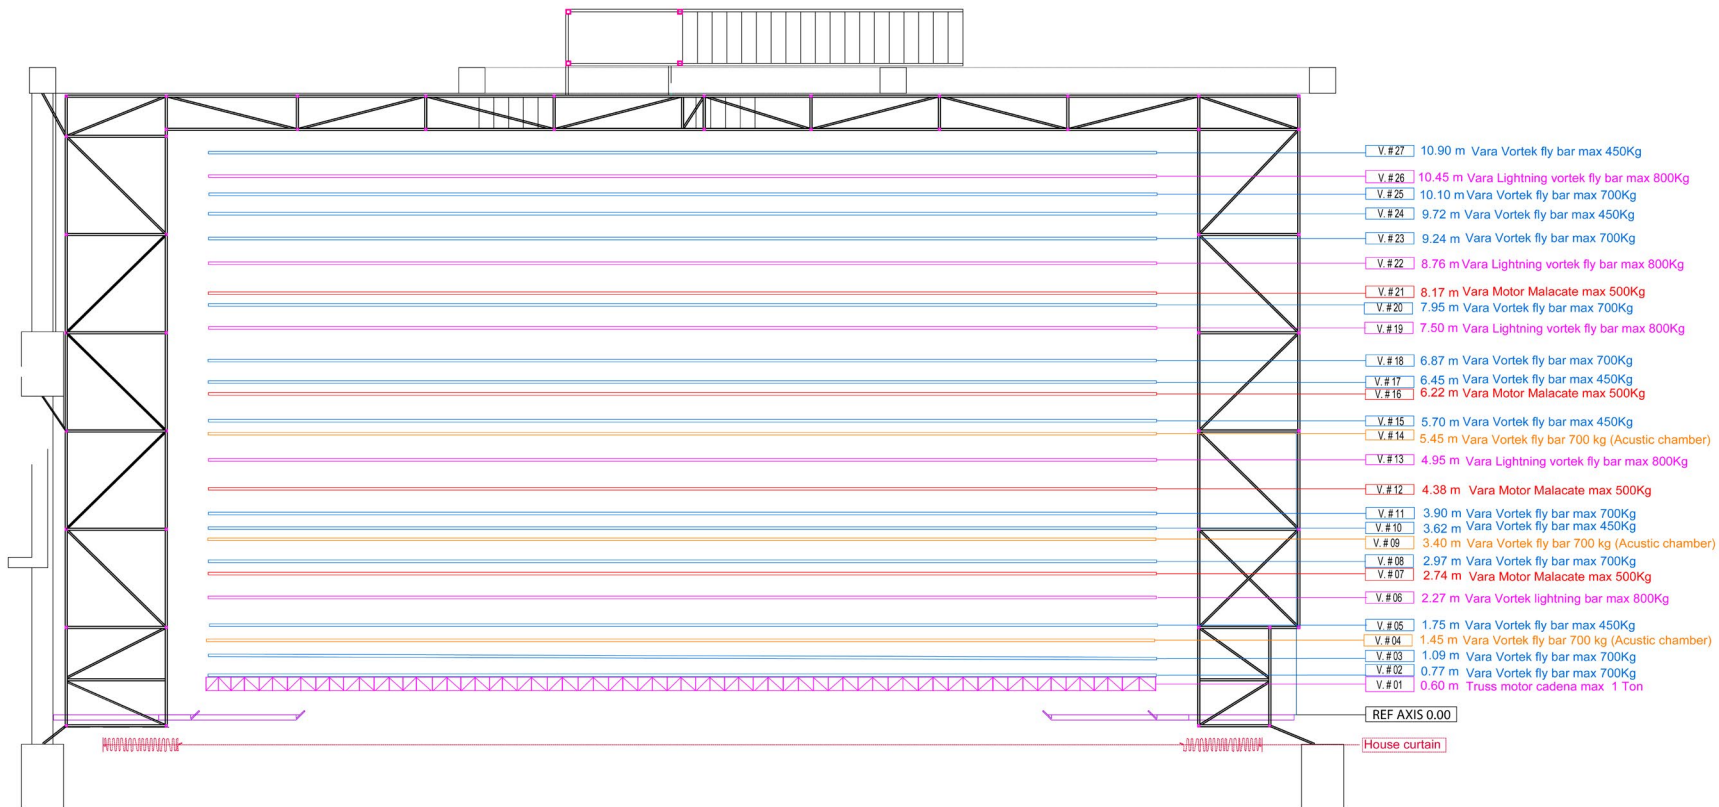 V. # 27 10.90 m Vara Vortek fly bar max 450Kg
V. # 26 10.45 m Vara Lightning vortek fly bar max 800Kg
V. # 25 10.10 m Vara Vortek fly bar max 700Kg
V. # 24 9.72 m Vara Vortek fly bar max 450Kg
V. # 23 9.24 m Vara Vortek fly bar max 700Kg
V. # 22 8.76 m Vara Lightning vortek fly bar max 800Kg
V. # 21 8.17 m Vara Motor Malacate max 500Kg
V. # 20 7.95 m Vara Vortek fly bar max 700Kg
V. # 19 7.50 m Vara Lightning vortek fly bar max 800Kg
V. # 18 6.87 m Vara Vortek fly bar max 700Kg
V. # 17 6.45 m Vara Vortek fly bar max 450Kg
V. # 16 6.22 m Vara Motor Malacate max 500Kg
V. # 15 5.70 m Vara Vortek fly bar max 450Kg
V. # 14 5.45 m Vara Vortek fly bar 700 kg (Acustic chamber)
V. # 13 4.95 m Vara Lightning vortek fly bar max 800Kg
V. # 12 4.38 m Vara Motor Malacate max 500Kg
V. # 11 3.90 m Vara Vortek fly bar max 700Kg
V. # 10 3.62 m Vara Vortek fly bar max 450Kg
V. # 09 3.40 m Vara Vortek fly bar 700 kg (Acustic chamber)
V. # 08 2.97 m Vara Vortek fly bar max 700Kg
V. # 07 2.74 m Vara Motor Malacate max 500Kg
V. # 06 2.27 m Vara Vortek lightning bar max 800Kg
V. # 05 1.75 m Vara Vortek fly bar max 450Kg
V. # 04 1.45 m Vara Vortek fly bar 700 kg (Acustic chamber)
V. # 03 1.09 m Vara Vortek fly bar max 700Kg
V. # 02 0.77 m Vara Vortek fly bar max 700Kg
V. # 01 0.60 m Truss motor cadena max 1 Ton
REF AXIS 0.00
House curtain